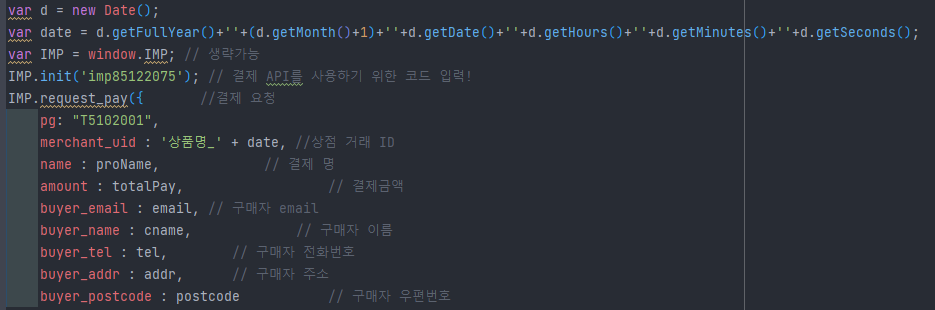 var d = new Date();
var date = d.getFullYear()+''+(d.getMonth()+1)+''+d.getDate()+''+d.getHours()+''+d.getMinutes()+''+d.getSeconds();
var IMP = window.IMP; // 생략가능
IMP.init('imp85122075'); // 결제 API를 사용하기 위한 코드 입력!
IMP.request_pay({ //결제 요청
pg: "T5102001",
merchant_uid : '상품명_' + date, //상점 거래 ID
name : proName, // 결제 명
amount : totalPay, // 결제금액
buyer_email : email, // 구매자 email
buyer_name : cname, // 구매자 이름
buyer_tel : tel, // 구매자 전화번호
buyer_addr : addr, // 구매자 주소
buyer_postcode : postcode // 구매자 우편번호